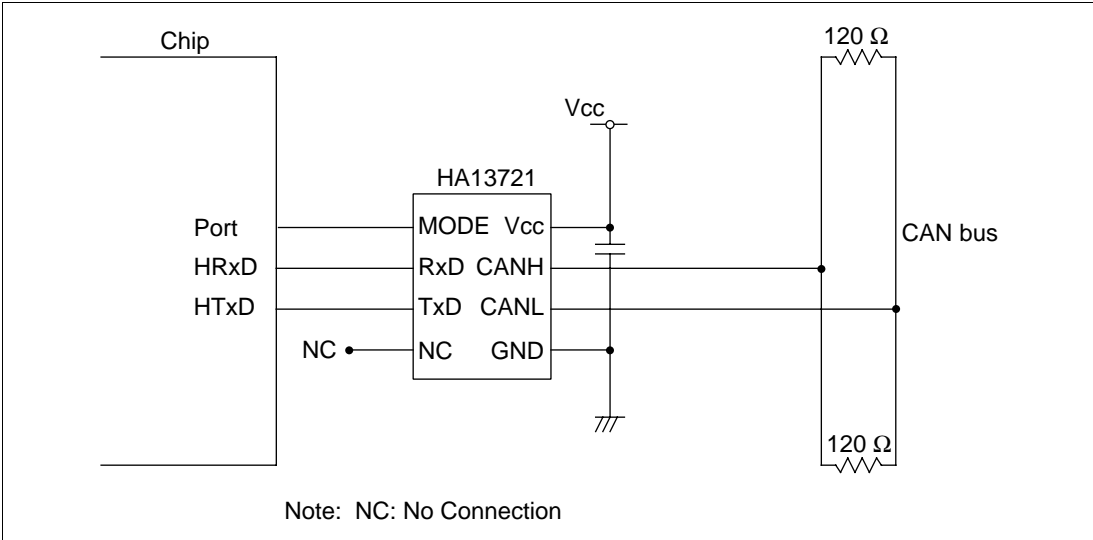 Chip
120 Ω
Vcc
HA13721
Port
MODE Vcc
CAN bus
HRxD
RxD CANH
HTxD
TxD CANL
NC
NC GND
120 Ω
Note: NC: No Connection